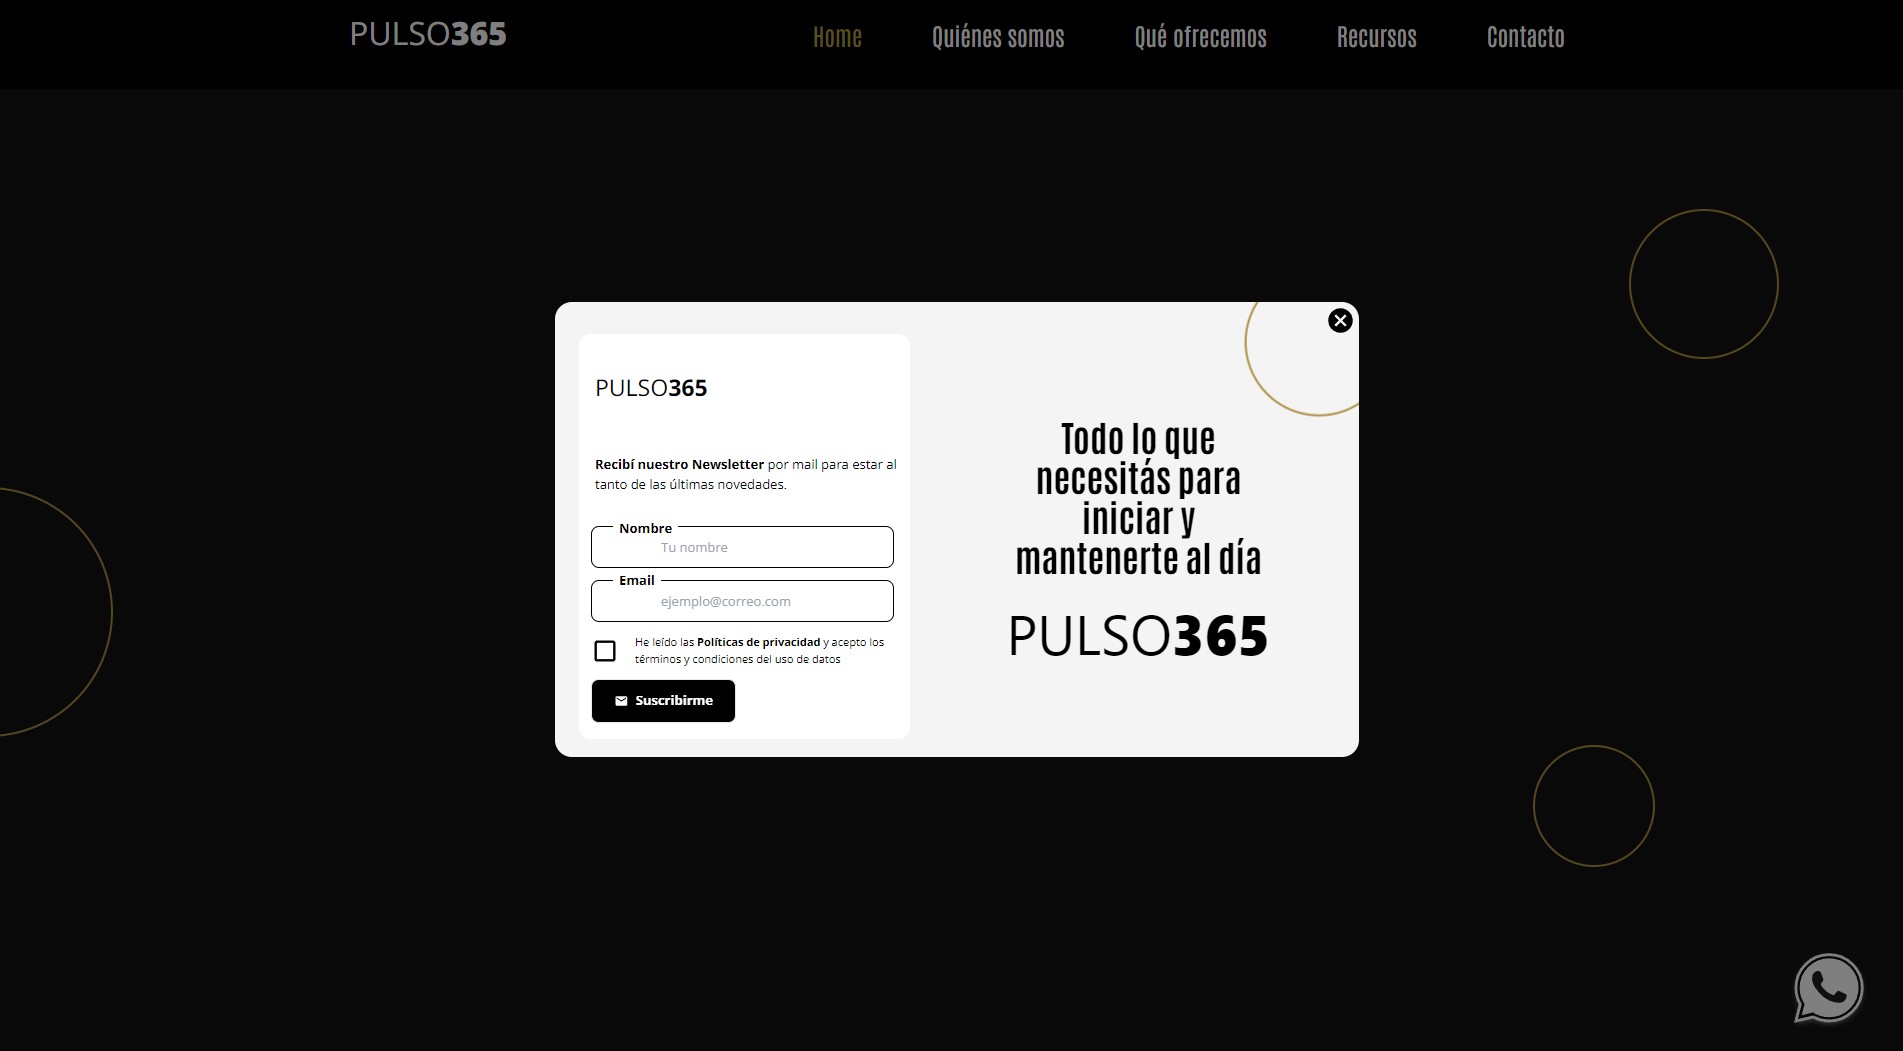 PULSO365
Home
Quiénes somos
Qué ofrecemos
Recursos
Contacto
PULSO365
Recibí nuestro Newsletter por mail para estar al
tanto de las últimas novedades.
Nombre
Tu nombre
Email
ejemplo@correo.com
He leído las Políticas de privacidad y acepto los
términos y condiciones del uso de datos
Suscribirme
Todo lo que
necesitás para
iniciar y
mantenerte al día
PULSO365